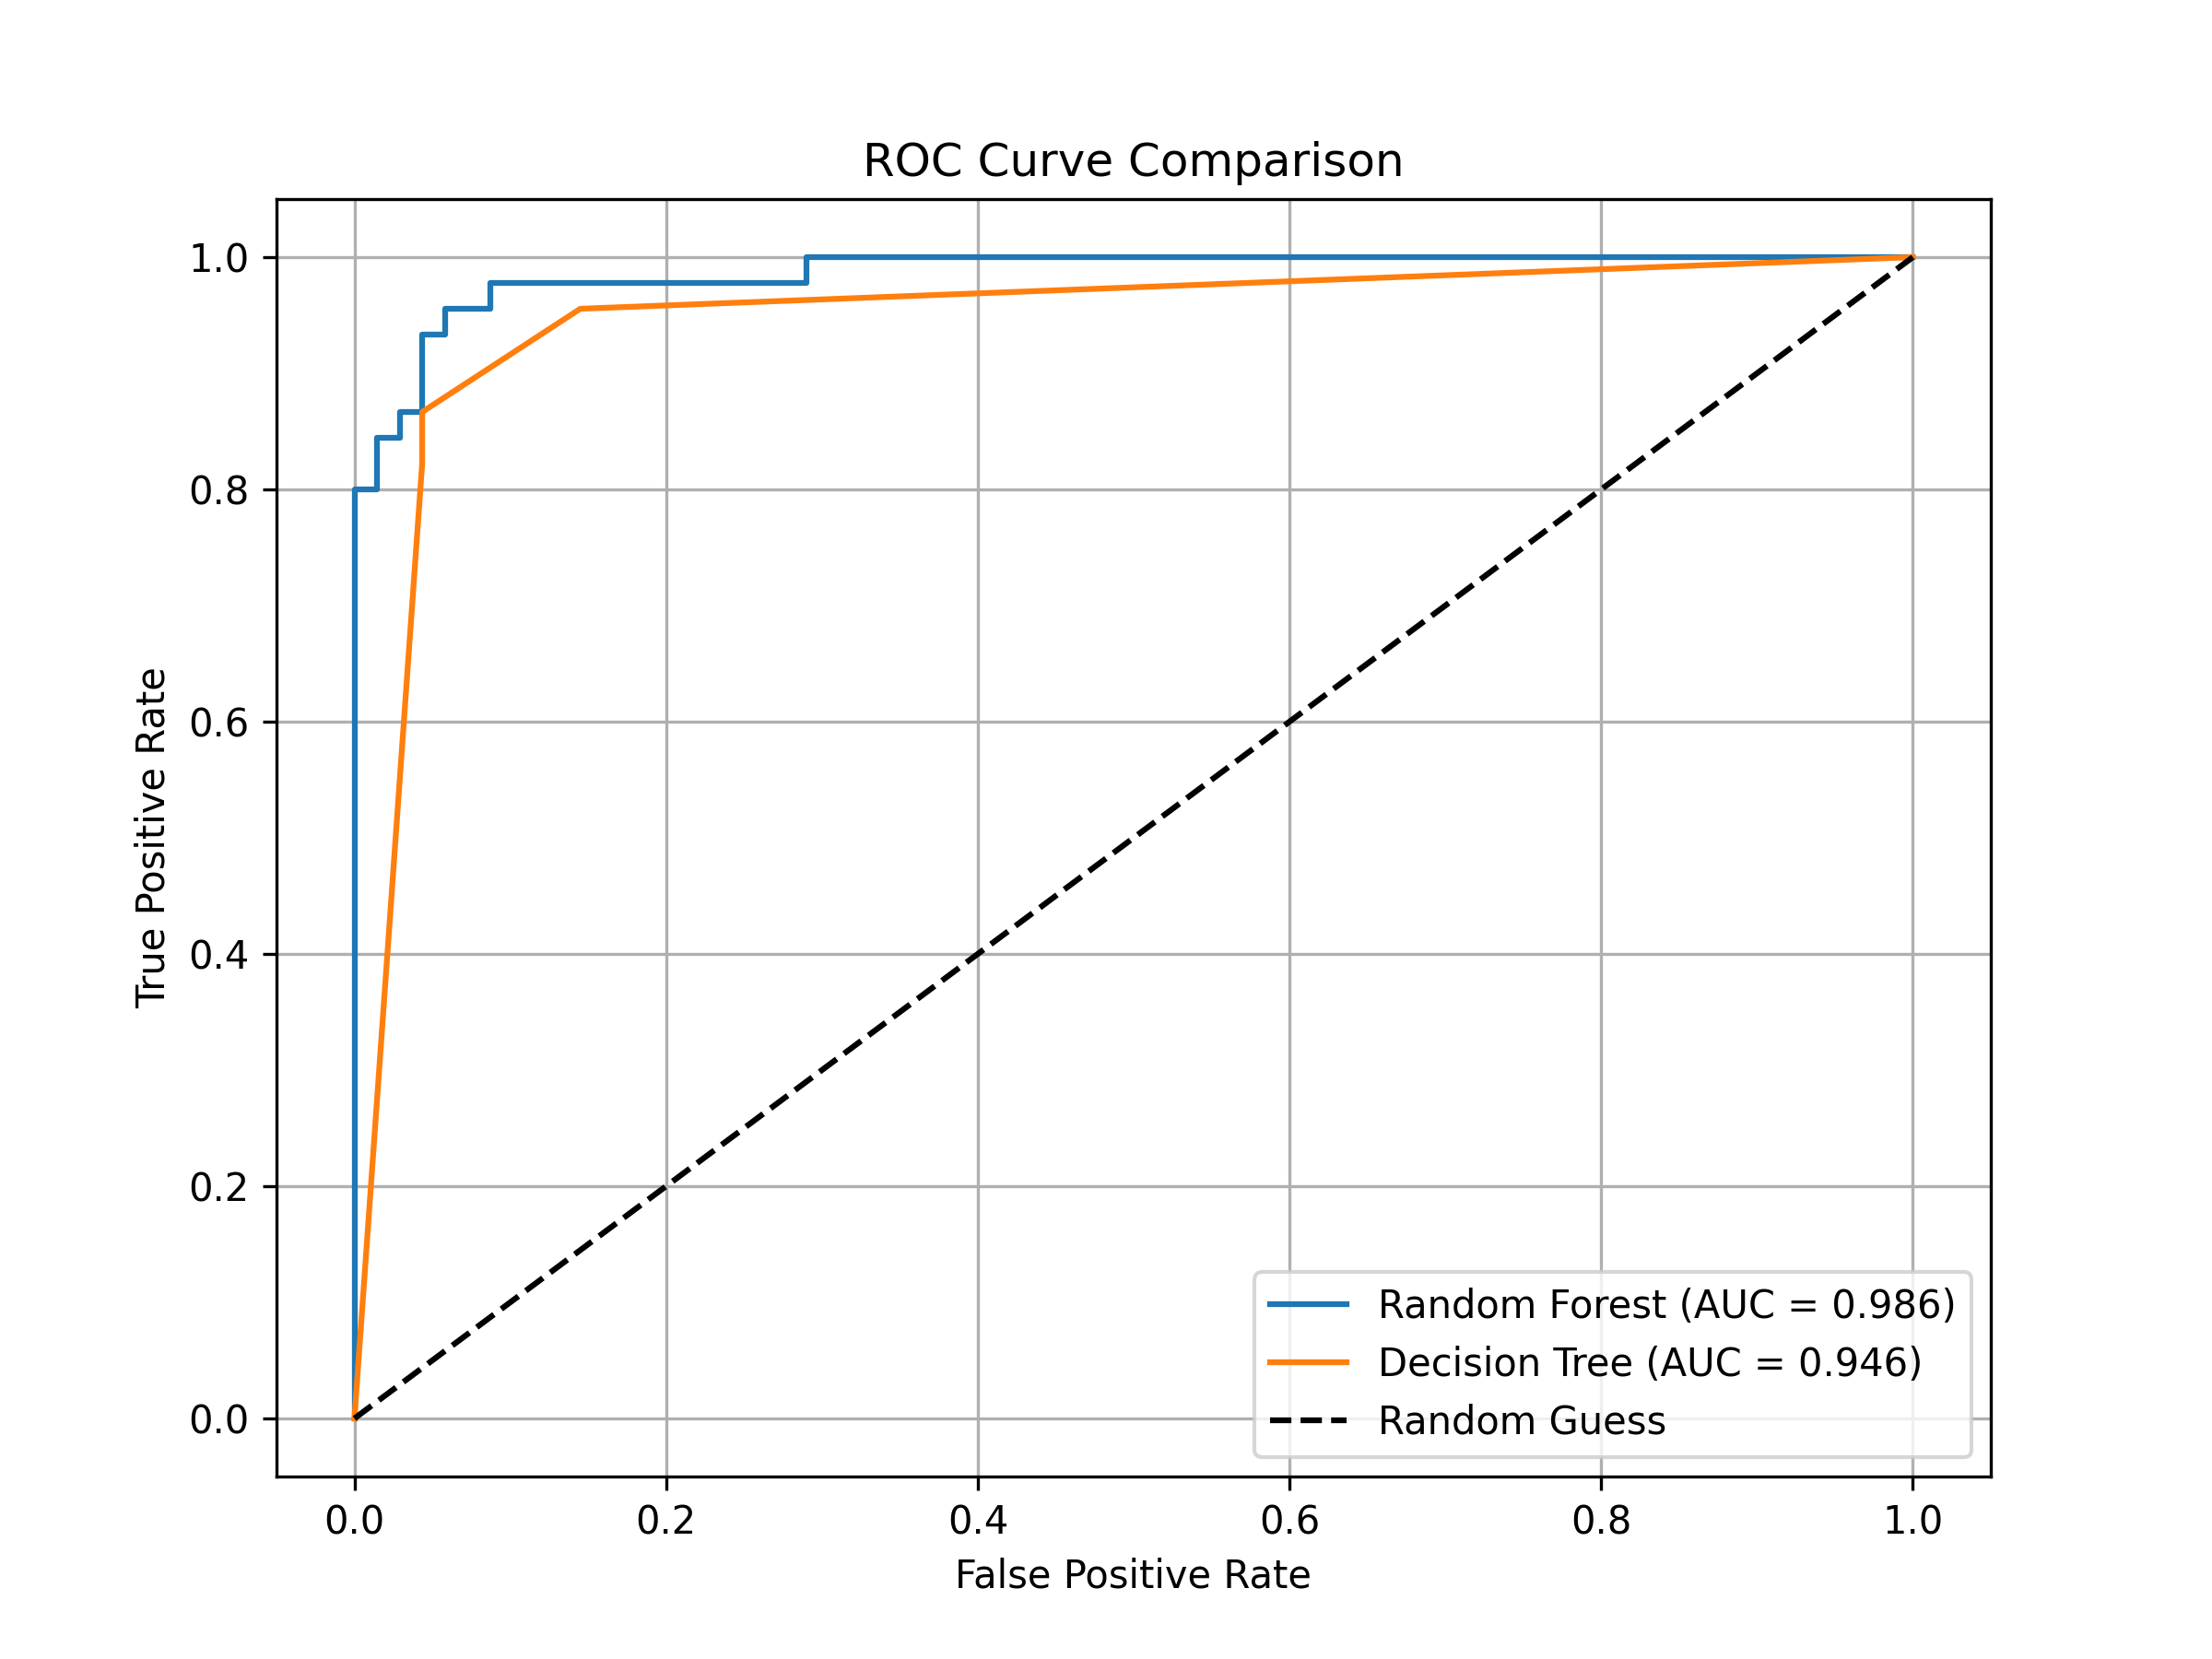 ROC Curve Comparison
True Positive Rate
1.0
0.8
0.6
0.4
0.2
0.0
0.0 0.2 0.4 0.6 0.8 1.0
False Positive Rate
Random Forest (AUC = 0.986)
Decision Tree (AUC = 0.946)
Random Guess